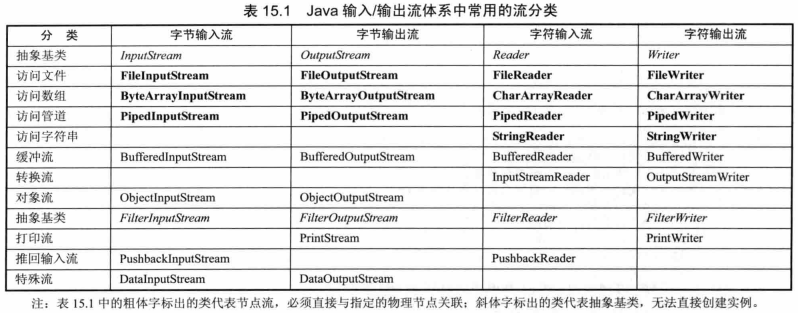 表 15.1 Java 输入/输出流体系中常用的流分类
分 类 字节输入流 字节输出流 字符输入流 字符输出流
抽象基类 InputStream OutputStream Reader Writer
访问文件 FileInputStream FileOutputStream FileReader FileWriter
访问数组 ByteArrayInputStream ByteArrayOutputStream CharArrayReader CharArrayWriter
访问管道 PipedInputStream PipedOutputStream PipedReader PipedWriter
访问字符串 StringReader StringWriter
缓冲流 BufferedInputStream BufferedOutputStream BufferedReader BufferedWriter
转换流 InputStreamReader OutputStreamWriter
对象流 ObjectInputStream ObjectOutputStream
抽象基类 FilterInputStream FilterOutputStream FilterReader FilterWriter
打印流 PrintStream PrintWriter
推回输入流 PushbackInputStream PushbackReader
特殊流 DataInputStream DataOutputStream
注：表 15.1 中的粗体字标出的类代表节点流，必须直接与指定的物理节点关联；斜体字标出的类代表抽象基类，无法直接创建实例。